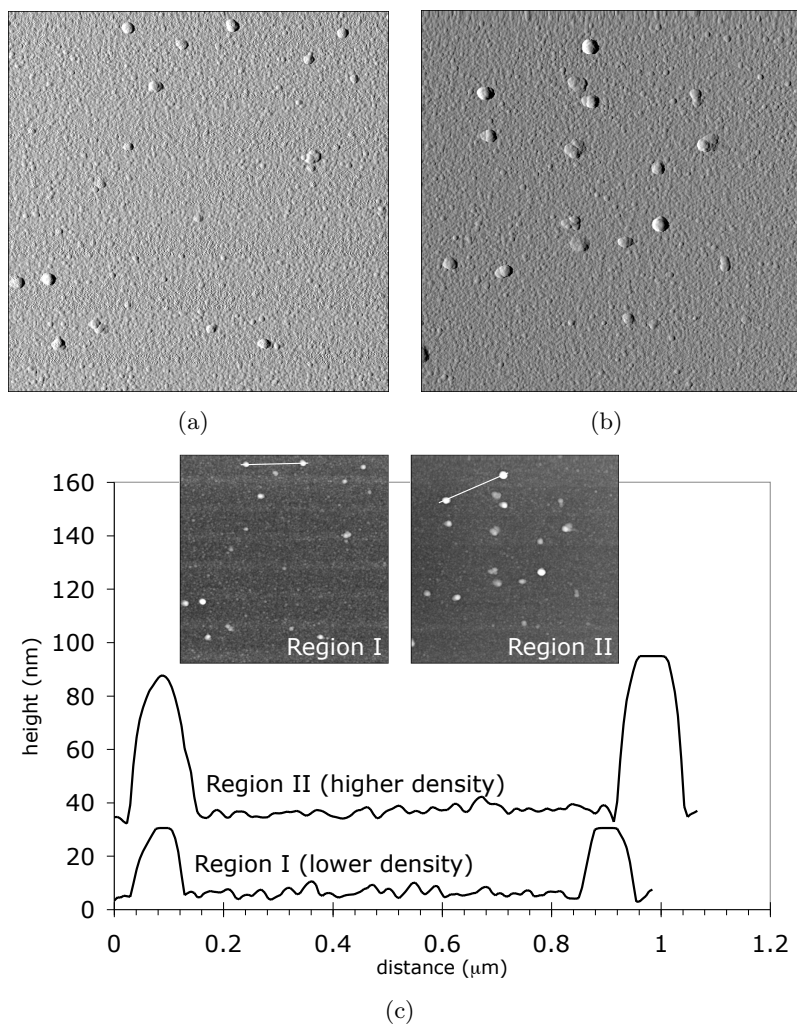 (a)
(b)
Region I
Region II
160
140
120
100
80
60
40
20
0
height (nm)
Region II (higher density)
Region I (lower density)
0
0.2
0.4
0.6
0.8
1
1.2
distance (μm)
(c)